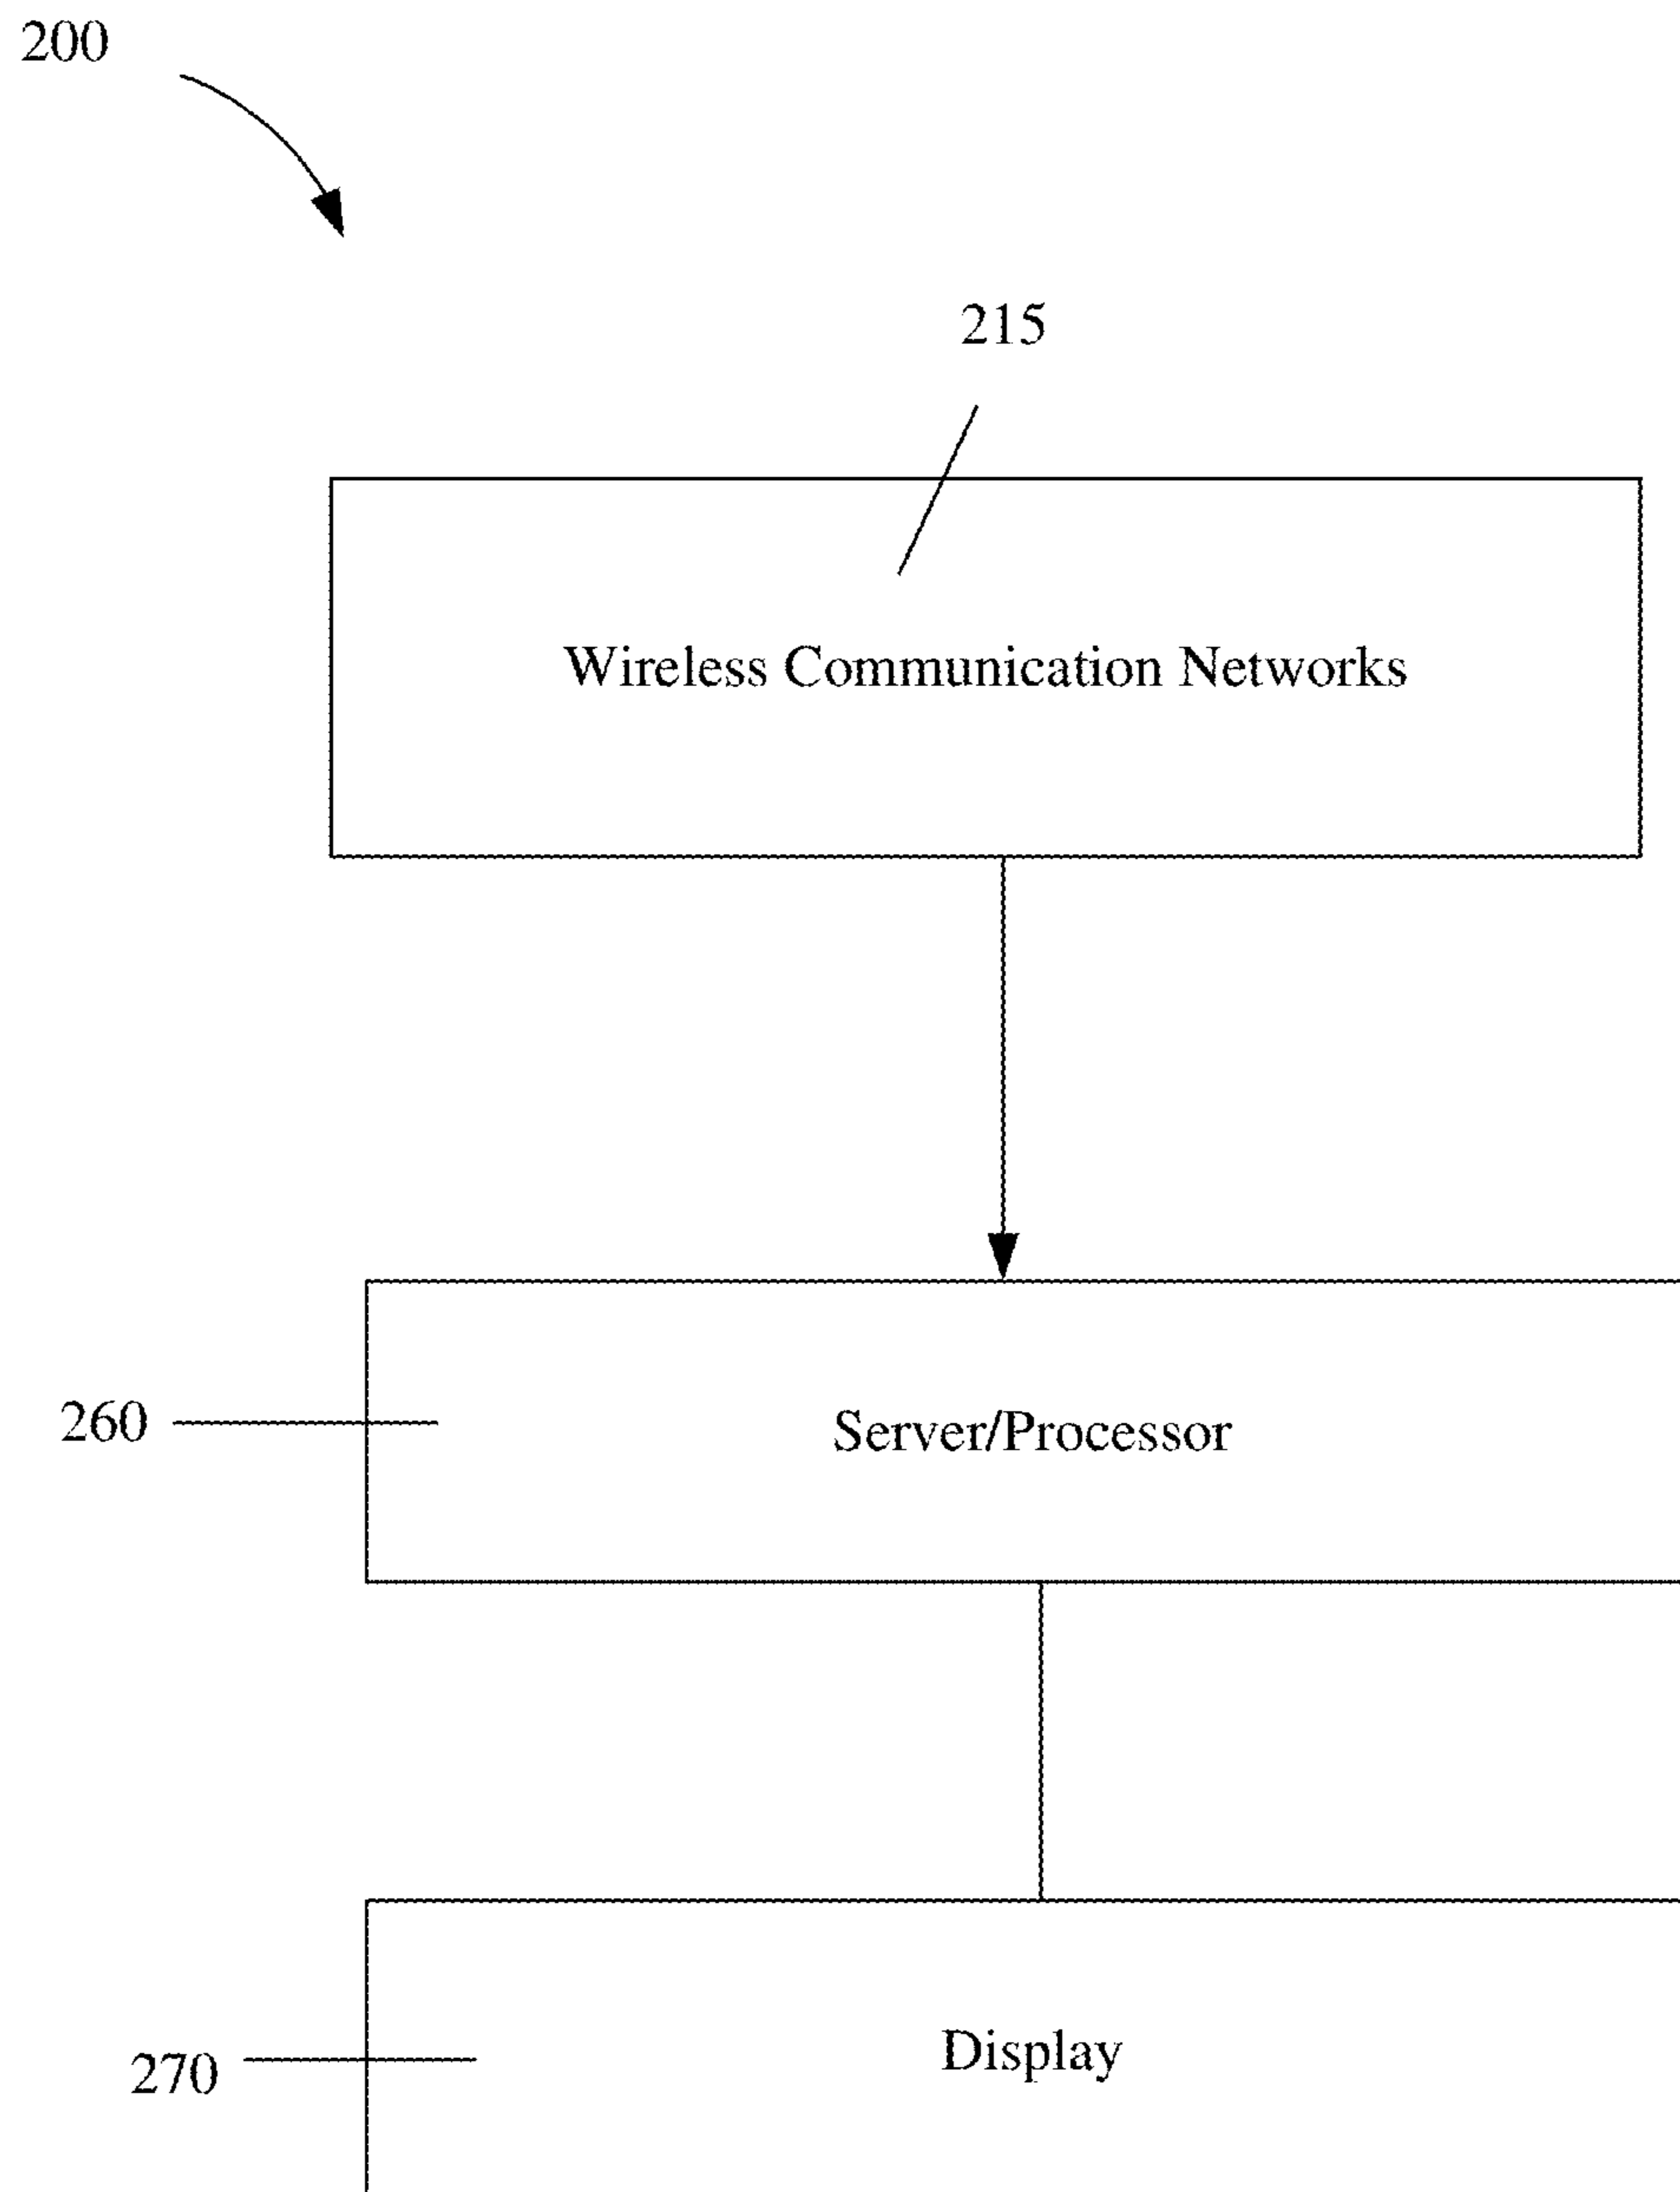 200
215
Wireless Communication Networks
260
Server/Processor
270
Display